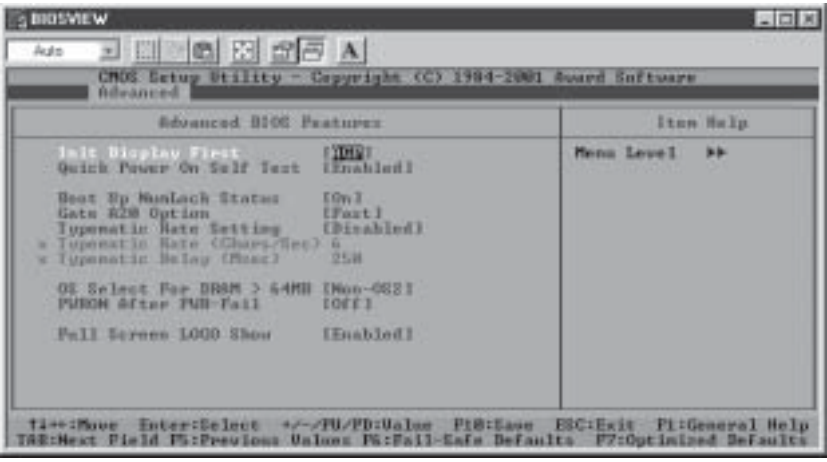 BIOSVIEW
Auto
A
CMOS Setup Utility - Copyright (C) 1984-2001 Award Software
Advanced
Advanced BIOS Features
Item Help
Init Display First [AGP]
Menu Level ▶▶
Quick Power On Self Test [Enabled]
Boot Up NumLock Status [On]
Gate A20 Option [Fast]
Typematic Rate Setting [Disabled]
x Typematic Rate (Chars/Sec) 6
x Typematic Delay (Msec) 250
OS Select For DRAM > 64MB [Non-OS2]
PWRON After PWR-Fail [Off]
Full Screen LOGO Show [Enabled]
↑↓←→:Move Enter:Select +/-/PU/PD:Value F10:Save ESC:Exit F1:General Help
TAB:Next Field F5:Previous Values F6:Fail-Safe Defaults F7:Optimized Defaults